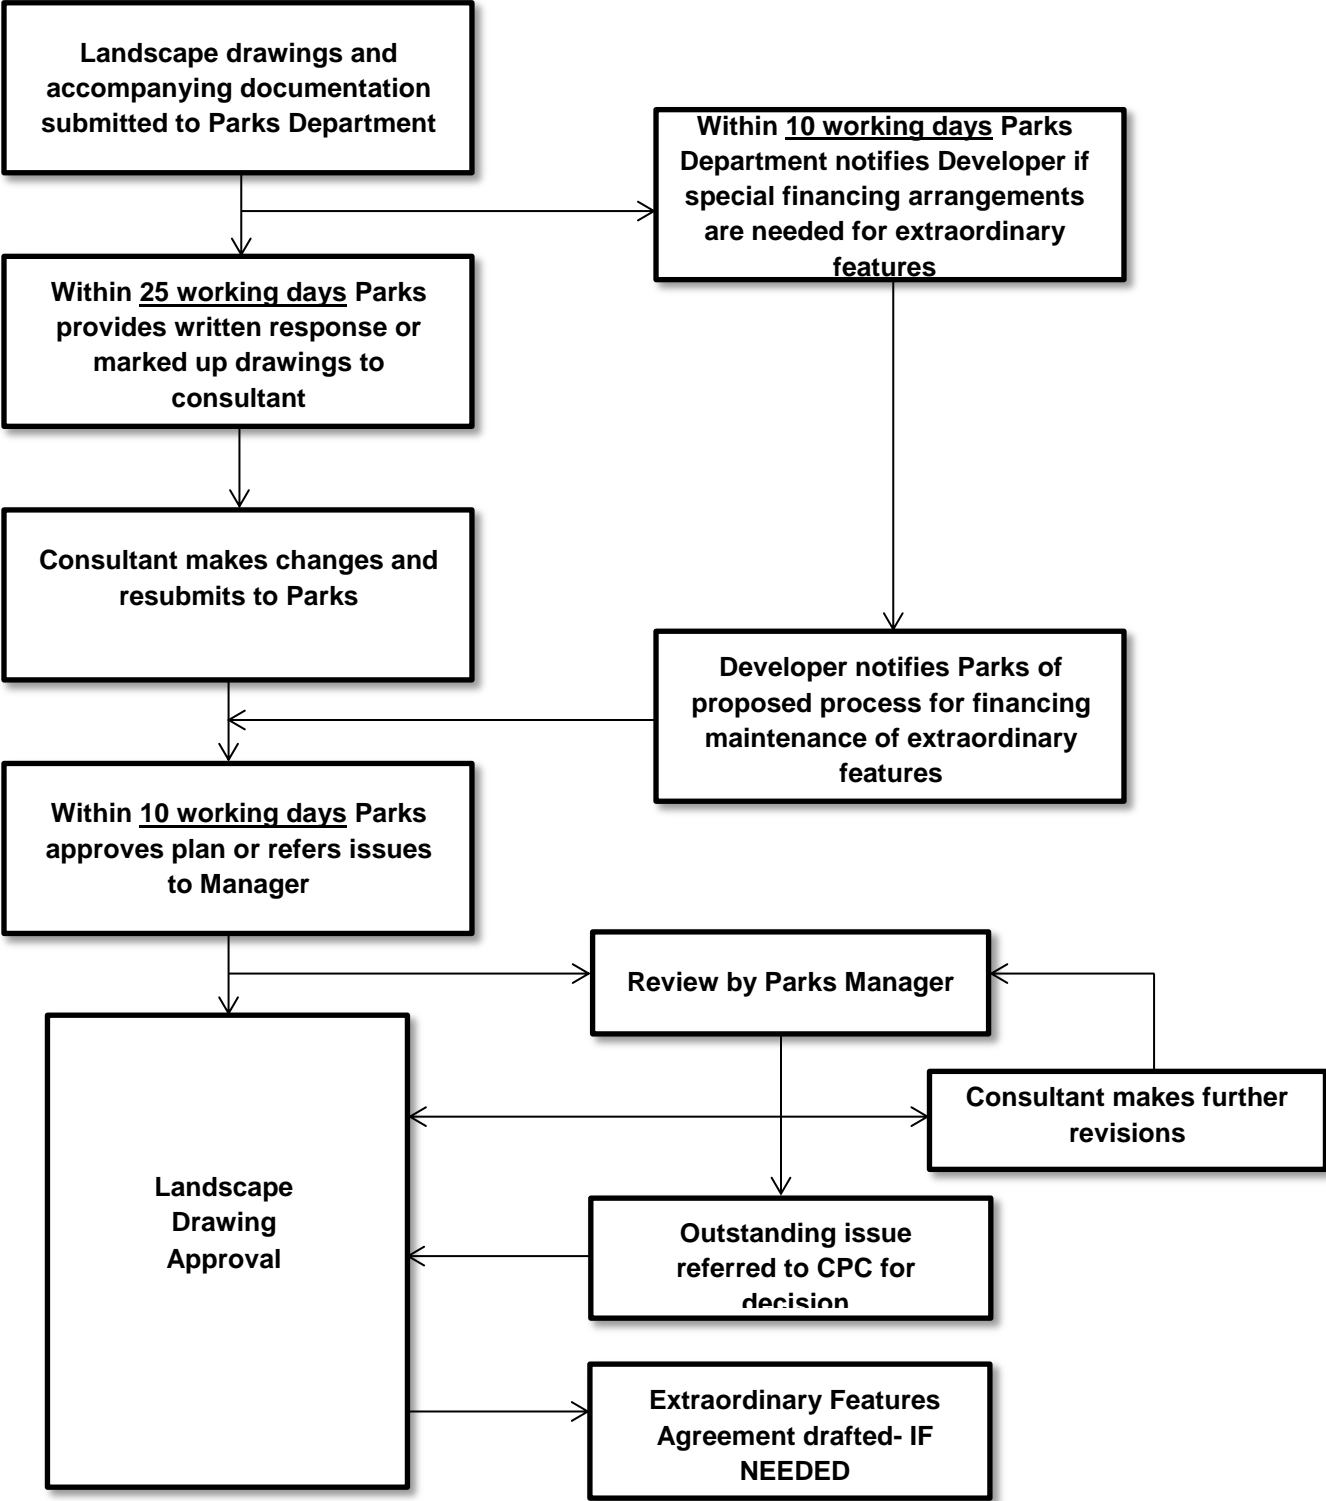 Landscape drawings and
accompanying documentation
submitted to Parks Department
Within 10 working days Parks
Department notifies Developer if
special financing arrangements
are needed for extraordinary
features
Within 25 working days Parks
provides written response or
marked up drawings to
consultant
Consultant makes changes and
resubmits to Parks
Developer notifies Parks of
proposed process for financing
maintenance of extraordinary
features
Within 10 working days Parks
approves plan or refers issues
to Manager
Review by Parks Manager
Consultant makes further
revisions
Landscape
Drawing
Approval
Outstanding issue
referred to CPC for
decision
Extraordinary Features
Agreement drafted- IF
NEEDED